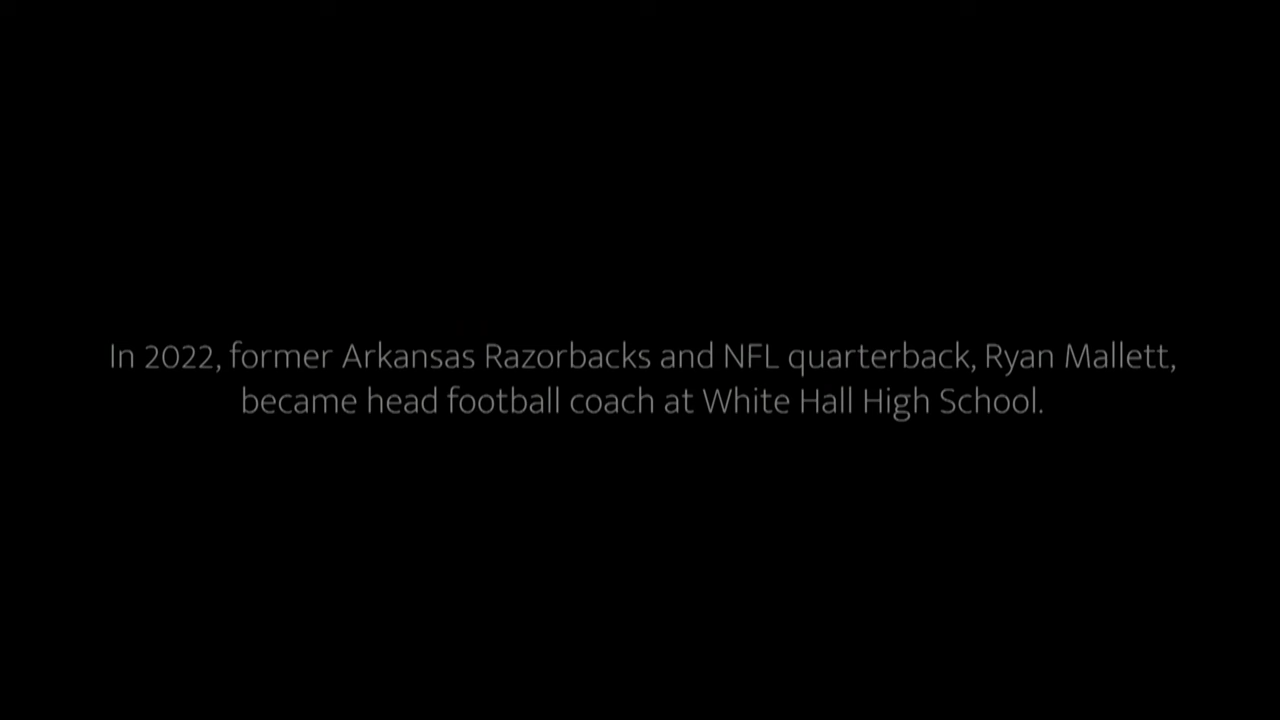 In 2022, former Arkansas Razorbacks and NFL quarterback, Ryan Mallett,
became head football coach at White Hall High School.